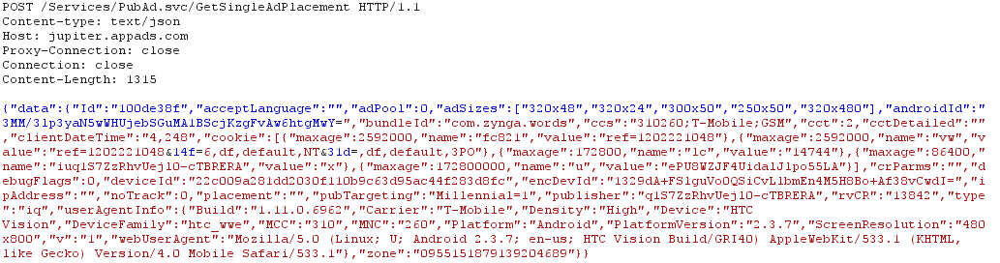 POST /Services/PubAd.svc/GetSingleAdPlacement HTTP/1.1
Content-type: text/json
Host: jupiter.appads.com
Proxy-Connection: close
Connection: close
Content-Length: 1315

{"data":{"Id":"100de38f","acceptLanguage":"","adPool":0,"adSizes":["320x48","320x24","300x50","250x50","320x480"],"androidId":"
3MM/31p3yaN5wWHUjebSGuMA1BScjKzgFvAw6htgMwY=","bundleId":"com.zynga.words","ccs":"310260;T-Mobile;GSM","cct":2,"cctDetailed":""
,"clientDateTime":"4,248","cookie":[{"maxage":2592000,"name":"fc821","value":"ref=1202221048"},{"maxage":2592000,"name":"vw","v
alue":"ref=1202221048&14f=6,df,default,NT&31d=,df,default,3PO"},{"maxage":172800,"name":"lc","value":"14744"},{"maxage":86400,"
name":"iuq1S7ZzRhvUejl0-cTBRERA","value":"x"},{"maxage":172800000,"name":"u","value":"ePU8WZJF4UidalJlpo55LA"}],"crParms":"","d
ebugFlags":0,"deviceId":"22c009a281dd2030f110b9c63d95ac44f283d8fc","encDevId":"1329dA+FSlguVoOQSiCvLlbmEn4M5H8Bo+Af38vCwdI=","i
pAddress":"","noTrack":0,"placement":"","pubTargeting":"Millennial=1","publisher":"q1S7ZzRhvUejl0-cTBRERA","rvCR":"13842","type
":"iq","userAgentInfo":{"Build":"1.11.0.6962","Carrier":"T-Mobile","Density":"High","Device":"HTC
Vision","DeviceFamily":"htc_wwe","MCC":"310","MNC":"260","Platform":"Android","PlatformVersion":"2.3.7","ScreenResolution":"480
x800","v":"1","webUserAgent":"Mozilla/5.0 (Linux; U; Android 2.3.7; en-us; HTC Vision Build/GRI40) AppleWebKit/533.1 (KHTML,
like Gecko) Version/4.0 Mobile Safari/533.1"},"zone":"0955151879139204689"}}